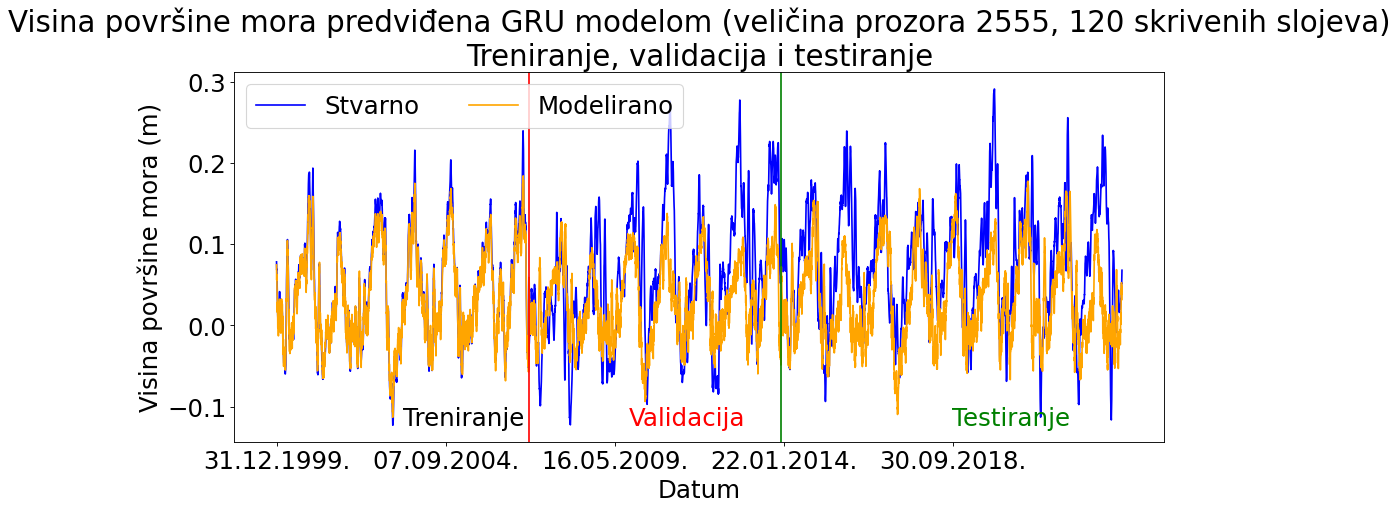 Visina površine mora predviđena GRU modelom (veličina prozora 2555, 120 skrivenih slojeva)
Treniranje, validacija i testiranje
Stvarno
Modelirano
Visina površine mora (m)
0.3
0.2
0.1
0.0
−0.1
Treniranje
Validacija
Testiranje
31.12.1999.
07.09.2004.
16.05.2009.
22.01.2014.
30.09.2018.
Datum